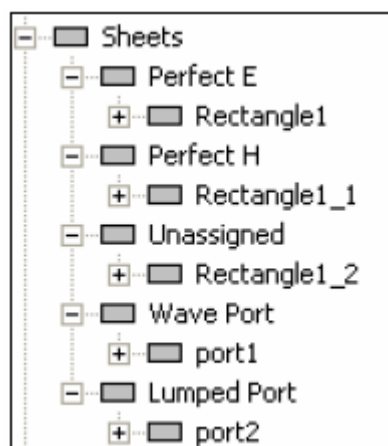 Sheets
Perfect E
Rectangle1
Perfect H
Rectangle1_1
Unassigned
Rectangle1_2
Wave Port
port1
Lumped Port
port2